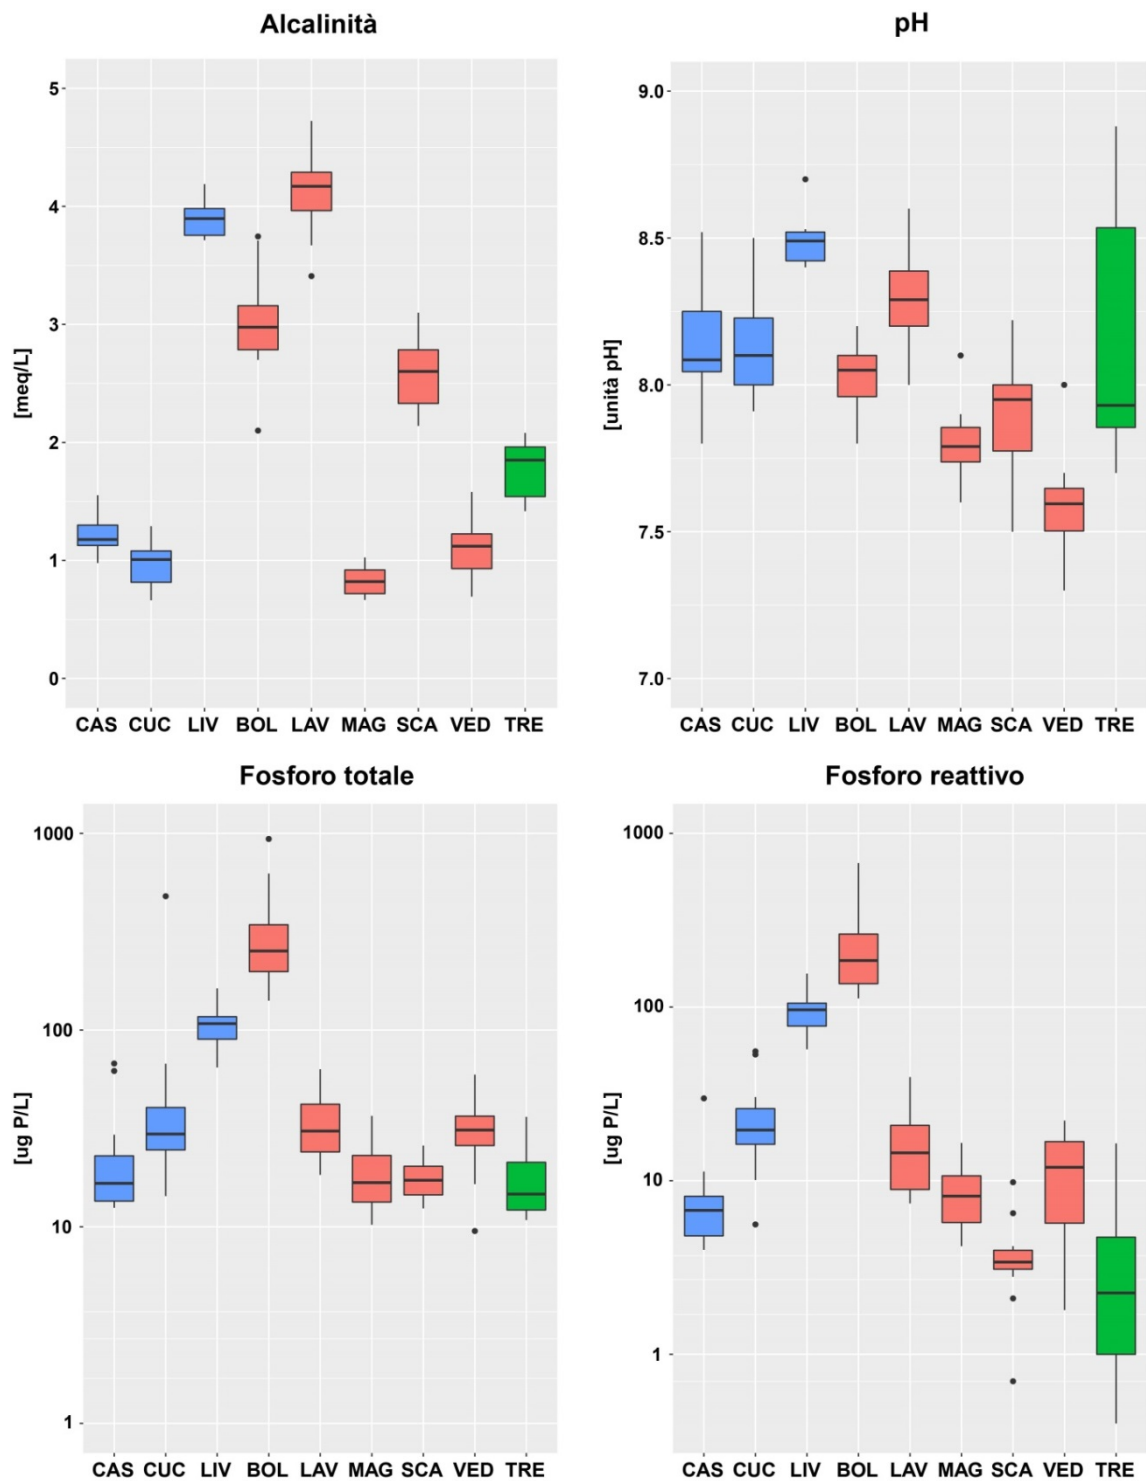 Alcalinità
5
4
3
2
1
0
[meq/L]
CAS CUC LIV BOL LAV MAG SCA VED TRE
pH
9.0
8.5
8.0
7.5
7.0
[unità pH]
CAS CUC LIV BOL LAV MAG SCA VED TRE
Fosforo totale
1000
100
10
1
[ug P/L]
CAS CUC LIV BOL LAV MAG SCA VED TRE
Fosforo reattivo
1000
100
10
1
[ug P/L]
CAS CUC LIV BOL LAV MAG SCA VED TRE